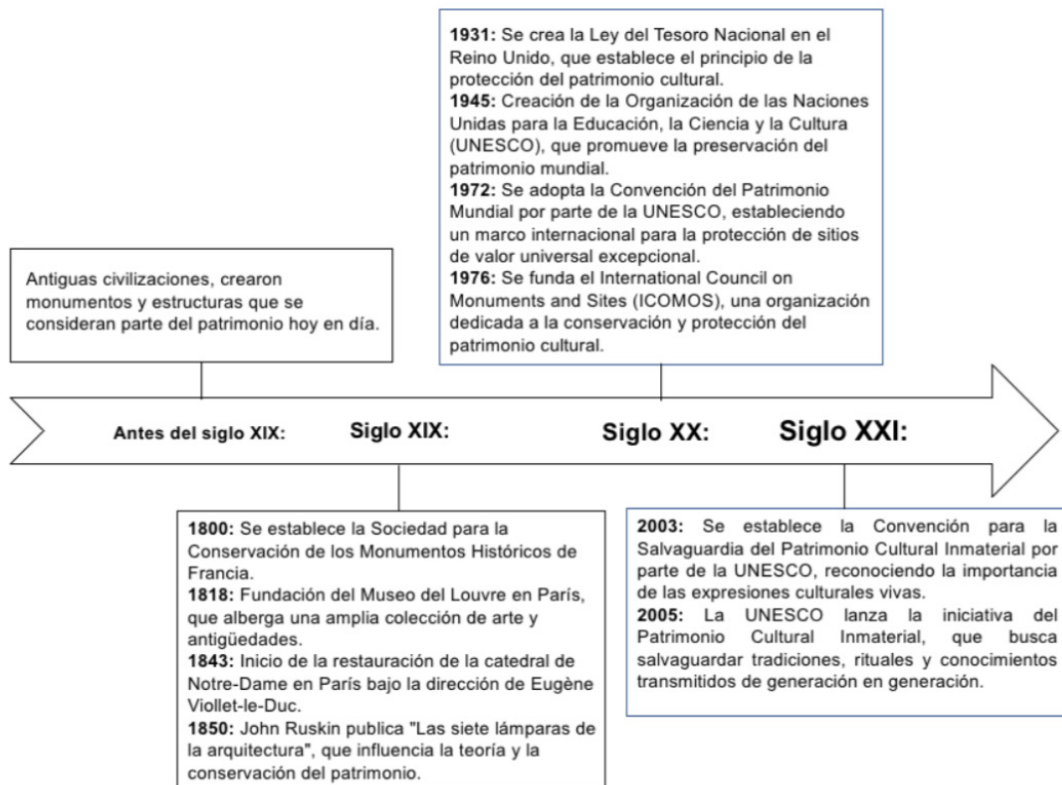 Antiguas civilizaciones, crearon
monumentos y estructuras que se
consideran parte del patrimonio hoy en día.
1931: Se crea la Ley del Tesoro Nacional en el
Reino Unido, que establece el principio de la
protección del patrimonio cultural.
1945: Creación de la Organización de las Naciones
Unidas para la Educación, la Ciencia y la Cultura
(UNESCO), que promueve la preservación del
patrimonio mundial.
1972: Se adopta la Convención del Patrimonio
Mundial por parte de la UNESCO, estableciendo
un marco internacional para la protección de sitios
de valor universal excepcional.
1976: Se funda el International Council on
Monuments and Sites (ICOMOS), una organización
dedicada a la conservación y protección del
patrimonio cultural.
Antes del siglo XIX:
Siglo XIX:
Siglo XX:
Siglo XXI:
1800: Se establece la Sociedad para la
Conservación de los Monumentos Históricos de
Francia.
1818: Fundación del Museo del Louvre en París,
que alberga una amplia colección de arte y
antigüedades.
1843: Inicio de la restauración de la catedral de
Notre-Dame en París bajo la dirección de Eugène
Viollet-le-Duc.
1850: John Ruskin publica "Las siete lámparas de
la arquitectura", que influencia la teoría y la
conservación del patrimonio.
2003: Se establece la Convención para la
Salvaguardia del Patrimonio Cultural Inmaterial por
parte de la UNESCO, reconociendo la importancia
de las expresiones culturales vivas.
2005: La UNESCO lanza la iniciativa del
Patrimonio Cultural Inmaterial, que busca
salvaguardar tradiciones, rituales y conocimientos
transmitidos de generación en generación.